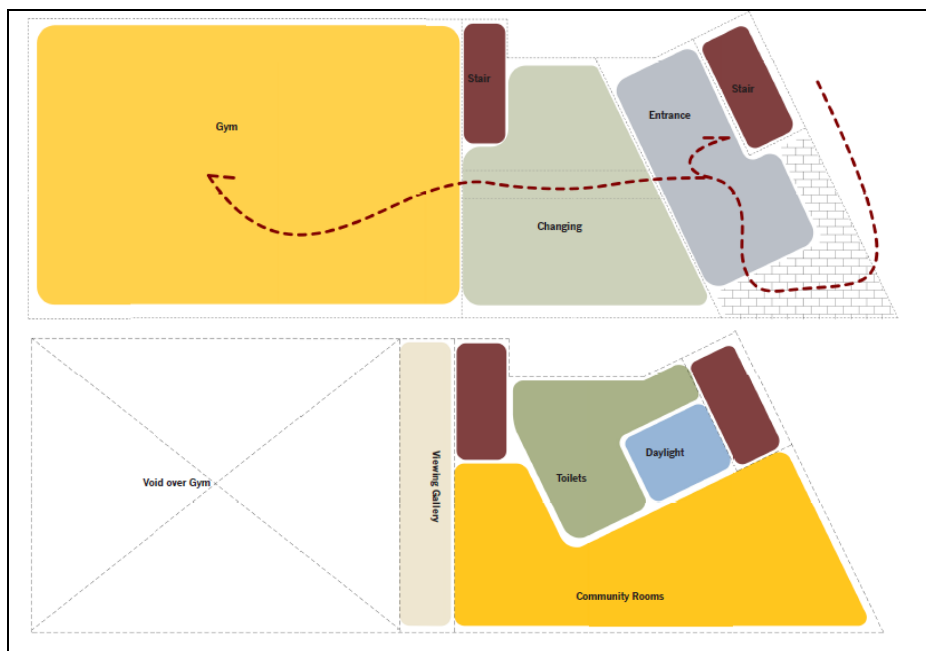 Stair
Stair
Entrance
Gym
Changing
Void over Gym
Viewing Gallery
Daylight
Toilets
Community Rooms